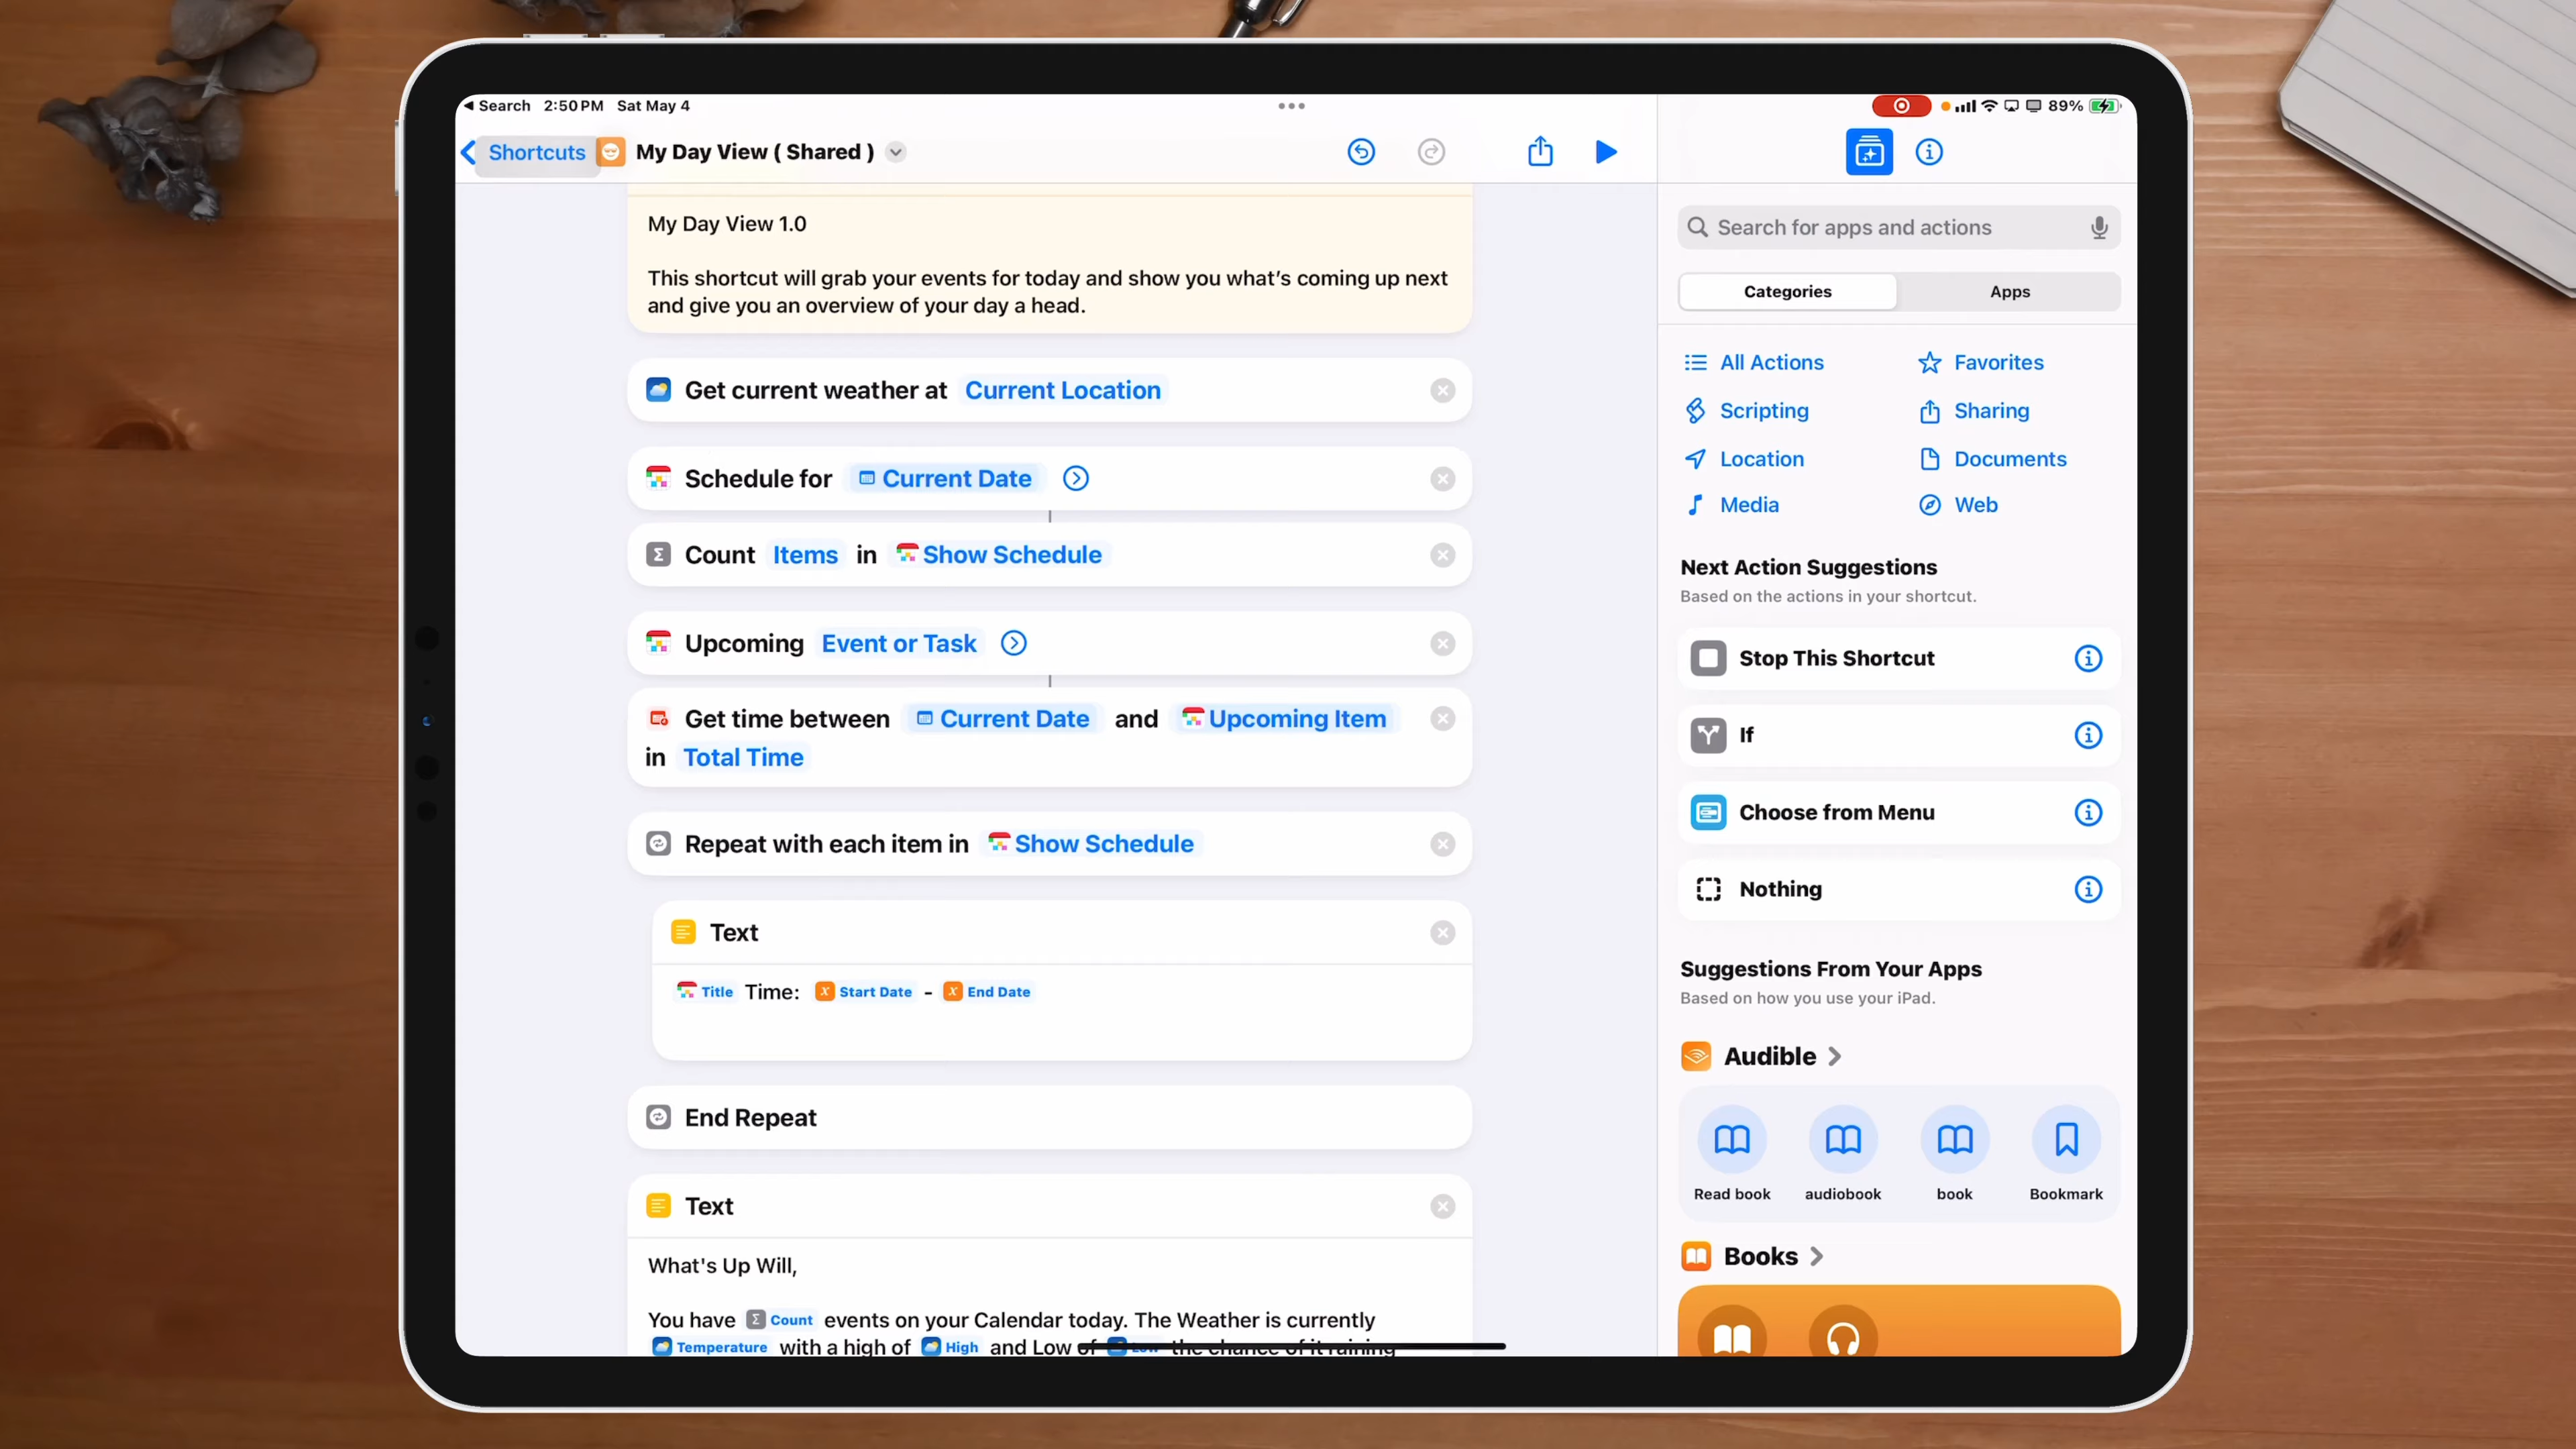 ◀ Search 2:50 PM Sat May 4
89%
Shortcuts
My Day View ( Shared )
My Day View 1.0
This shortcut will grab your events for today and show you what's coming up next
and give you an overview of your day a head.
Get current weather at Current Location
Schedule for Current Date
Count Items in Show Schedule
Upcoming Event or Task
Get time between Current Date and Upcoming Item
in Total Time
Repeat with each item in Show Schedule
Text
Title Time: Start Date - End Date
End Repeat
Text
What's Up Will,
You have Count events on your Calendar today. The Weather is currently
Temperature with a high of High and Low of Low the chance of it raining
Search for apps and actions
Categories
Apps
All Actions
Favorites
Scripting
Sharing
Location
Documents
Media
Web
Next Action Suggestions
Based on the actions in your shortcut.
Stop This Shortcut
If
Choose from Menu
Nothing
Suggestions From Your Apps
Based on how you use your iPad.
Audible
Read book
audiobook
book
Bookmark
Books